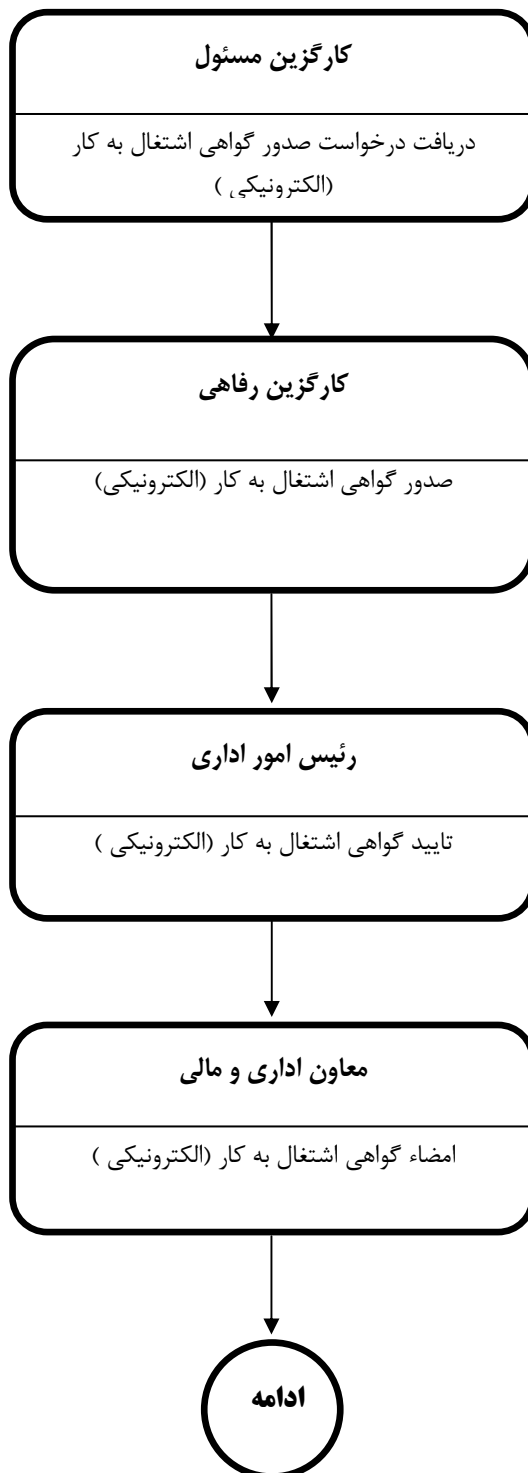 کارگزین مسئول
دریافت درخواست صدور گواهی اشتغال به کار
(الکترونیکی )
کارگزین رفاهی
صدور گواهی اشتغال به کار (الکترونیکی)
رئیس امور اداری
تایید گواهی اشتغال به کار (الکترونیکی )
معاون اداری و مالی
امضاء گواهی اشتغال به کار (الکترونیکی )
ادامه